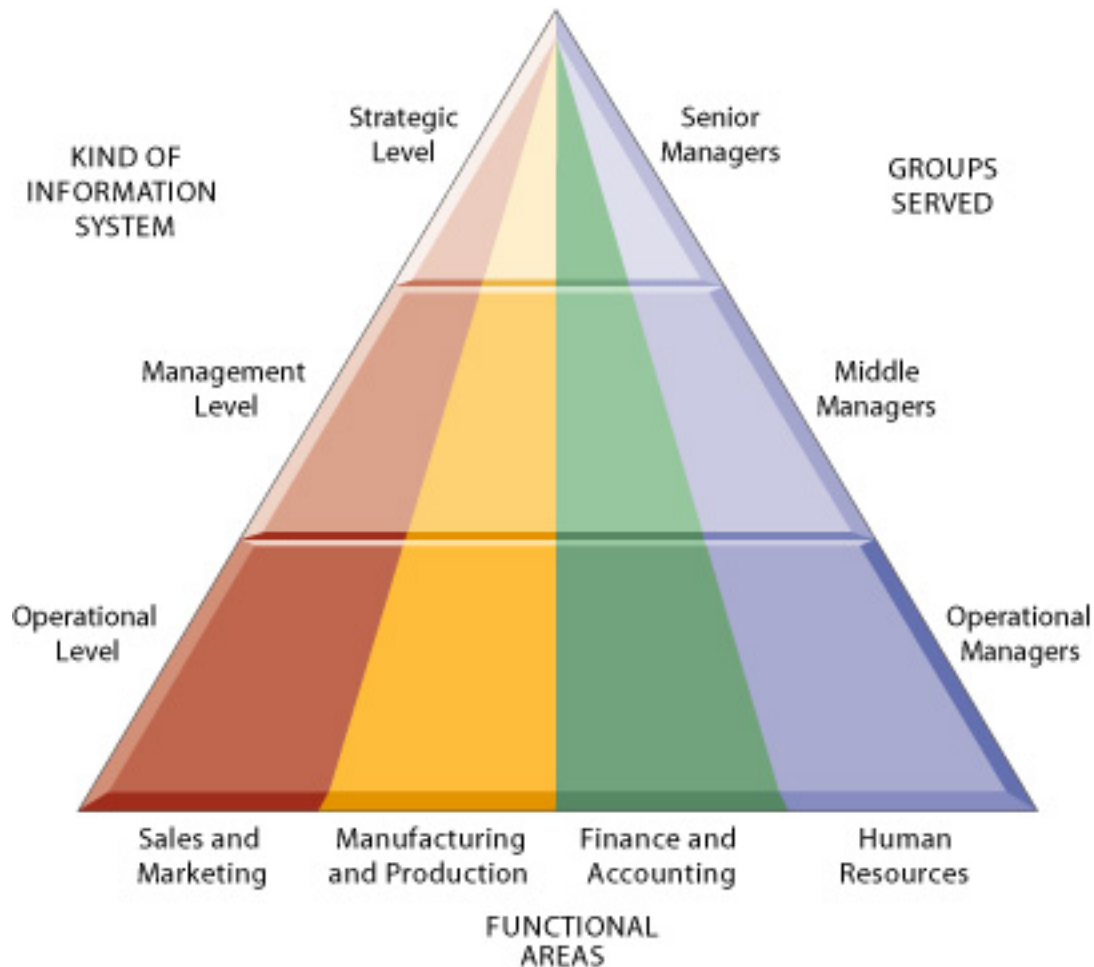 Strategic
Level
Senior
Managers
KIND OF
INFORMATION
SYSTEM
GROUPS
SERVED
Management
Level
Middle
Managers
Operational
Level
Operational
Managers
Sales and
Marketing
Manufacturing
and Production
Finance and
Accounting
Human
Resources
FUNCTIONAL
AREAS